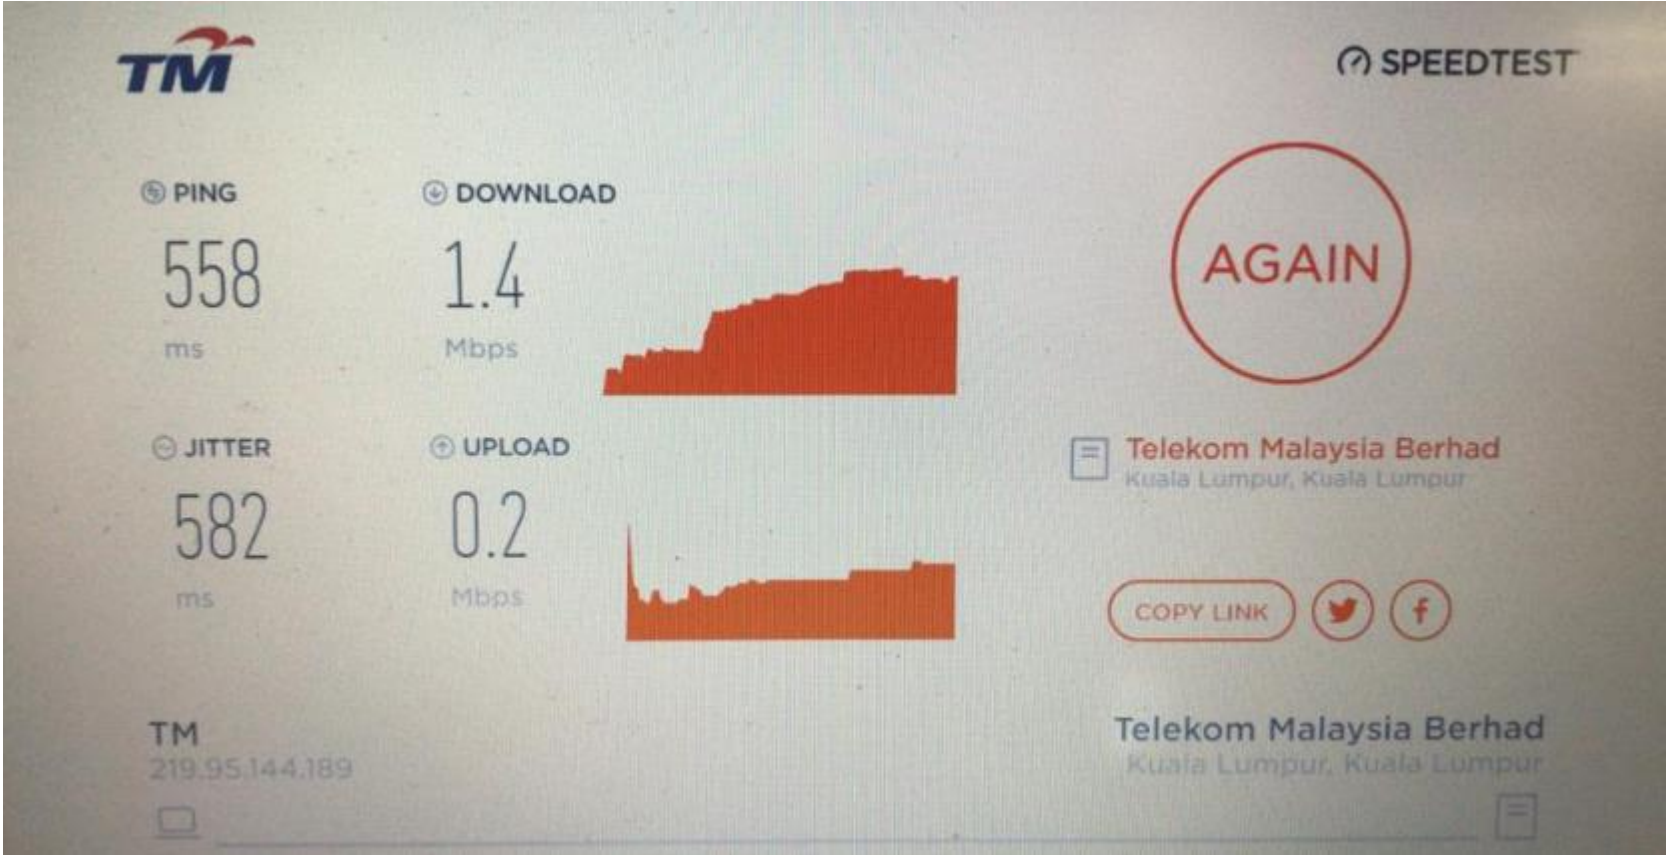 TM
SPEEDTEST
PING
558
ms
DOWNLOAD
1.4
Mbps
AGAIN
JITTER
582
ms
UPLOAD
0.2
Mbps
Telekom Malaysia Berhad
Kuala Lumpur, Kuala Lumpur
COPY LINK
TM
219.95.144.189
Telekom Malaysia Berhad
Kuala Lumpur, Kuala Lumpur